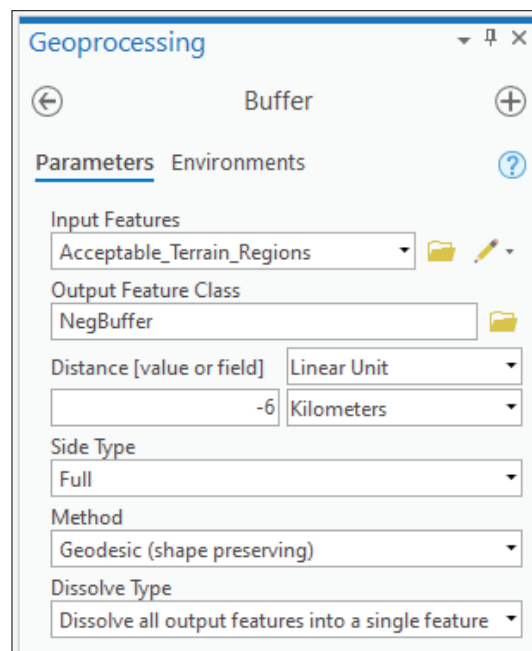 Geoprocessing
Buffer
Parameters Environments
Input Features
Acceptable_Terrain_Regions
Output Feature Class
NegBuffer
Distance [value or field] Linear Unit
-6 Kilometers
Side Type
Full
Method
Geodesic (shape preserving)
Dissolve Type
Dissolve all output features into a single feature